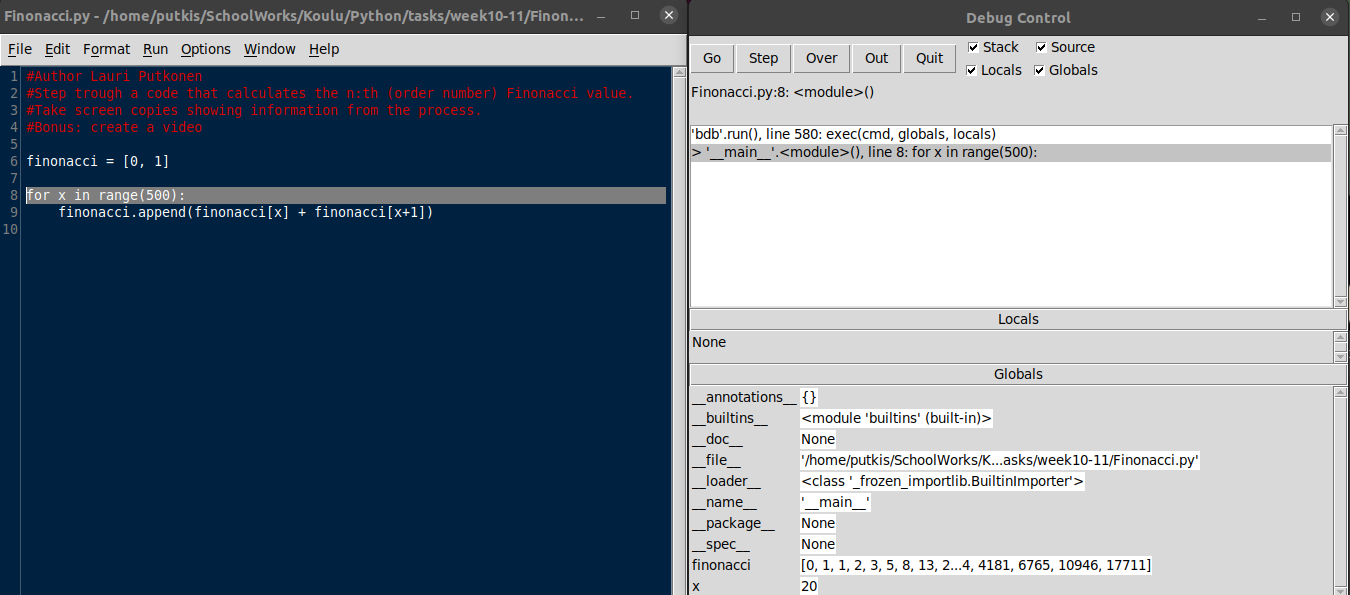 Finonacci.py - /home/putkis/SchoolWorks/Koulu/Python/tasks/week10-11/Finon...
File Edit Format Run Options Window Help
1 #Author Lauri Putkonen
2 #Step trough a code that calculates the n:th (order number) Finonacci value.
3 #Take screen copies showing information from the process.
4 #Bonus: create a video
5
6 finonacci = [0, 1]
7
8 for x in range(500):
9 finonacci.append(finonacci[x] + finonacci[x+1])
10
Debug Control
Go Step Over Out Quit
Stack Source
Locals Globals
Finonacci.py:8: <module>()
'bdb'.run(), line 580: exec(cmd, globals, locals)
> '__main__'.<module>(), line 8: for x in range(500):
Locals
None
Globals
__annotations__ {}
__builtins__ <module 'builtins' (built-in)>
__doc__ None
__file__ '/home/putkis/SchoolWorks/K...asks/week10-11/Finonacci.py'
__loader__ <class '_frozen_importlib.BuiltinImporter'>
__name__ '__main__'
__package__ None
__spec__ None
finonacci [0, 1, 1, 2, 3, 5, 8, 13, 2...4, 4181, 6765, 10946, 17711]
x 20